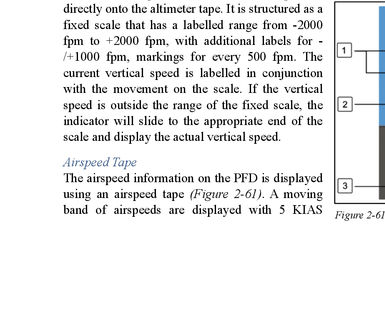 directly onto the altimeter tape. It is structured as a
fixed scale that has a labelled range from -2000
fpm to +2000 fpm, with additional labels for -
/+1000 fpm, markings for every 500 fpm. The
current vertical speed is labelled in conjunction
with the movement on the scale. If the vertical
speed is outside the range of the fixed scale, the
indicator will slide to the appropriate end of the
scale and display the actual vertical speed.
Airspeed Tape
The airspeed information on the PFD is displayed
using an airspeed tape (Figure 2-61). A moving
band of airspeeds are displayed with 5 KIAS
1
2
3
Figure 2-61